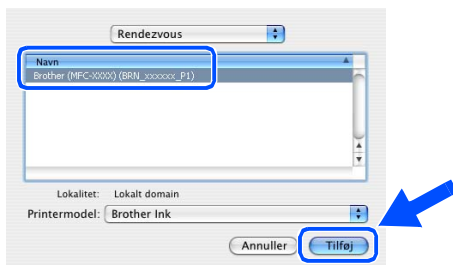 Rendezvous
Navn
Brother (MFC-XXXX) (BRN_xxxxxx_P1)
Lokalitet: Lokalt domain
Printermodel: Brother Ink
Annuller Tilføj